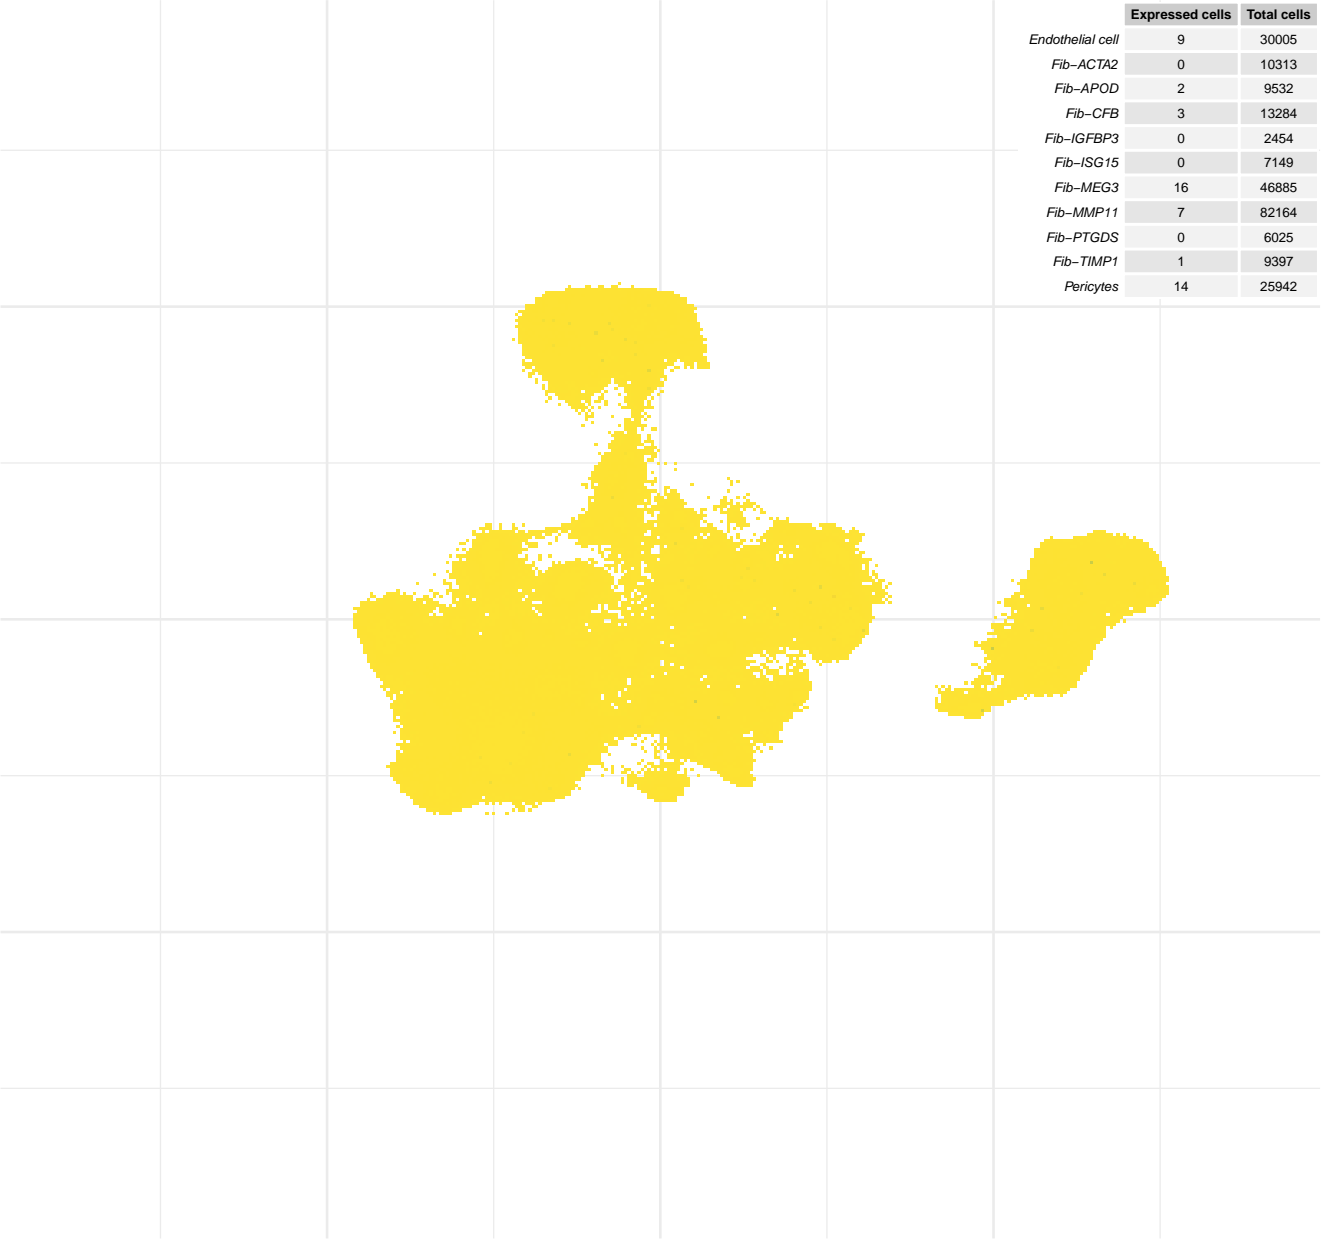 Expressed cells Total cells
Endothelial cell 9 30005
Fib−ACTA2 0 10313
Fib−APOD 2 9532
Fib−CFB 3 13284
Fib−IGFBP3 0 2454
Fib−ISG15 0 7149
Fib−MEG3 16 46885
Fib−MMP11 7 82164
Fib−PTGDS 0 6025
Fib−TIMP1 1 9397
Pericytes 14 25942